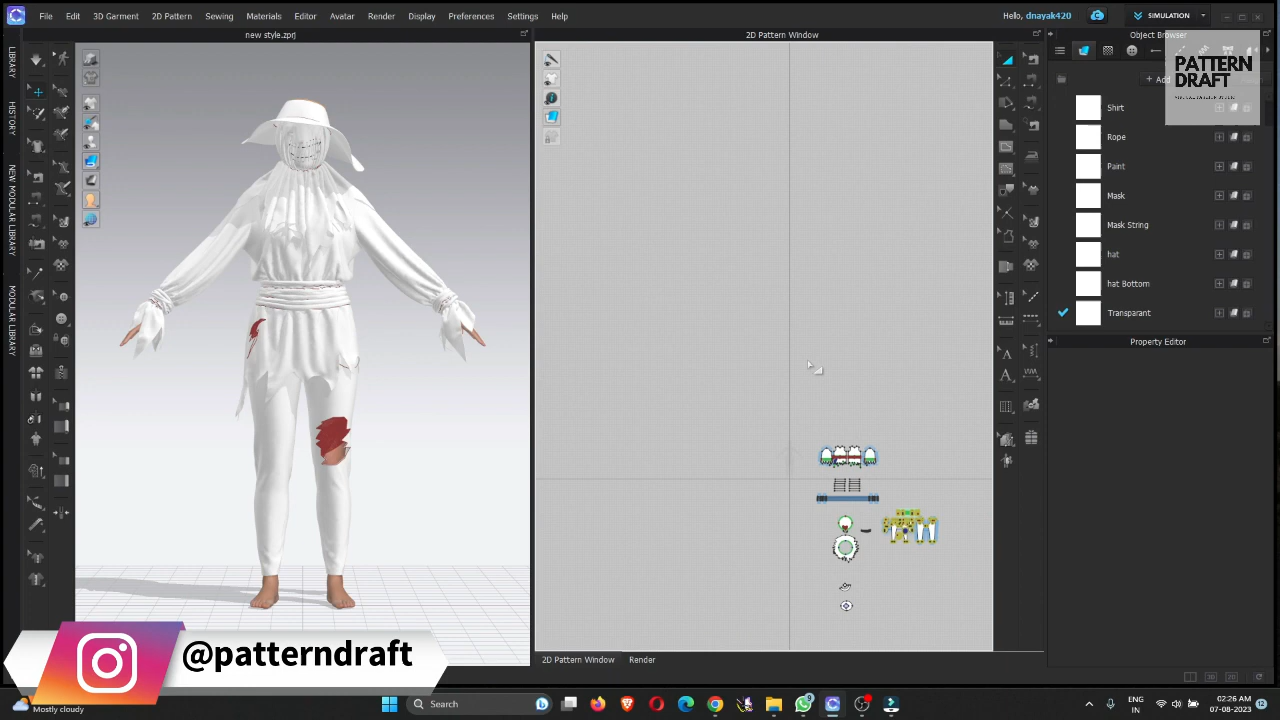 File Edit 3D Garment 2D Pattern Sewing Materials Editor Avatar Render Display Preferences Settings Help
Hello, dnayak420
SIMULATION
new style.zprj
2D Pattern Window
Object Browser
PATTERN
DRAFT
+ Add
LIBRARY
HISTORY
NEW MODULAR LIBRARY
MODULAR LIBRARY
Shirt
Rope
Paint
Mask
Mask String
hat
hat Bottom
Transparant
Property Editor
2D Pattern Window Render
@patterndraft
Mostly cloudy
Search
9
ENG
IN
02:26 AM
07-08-2023
12